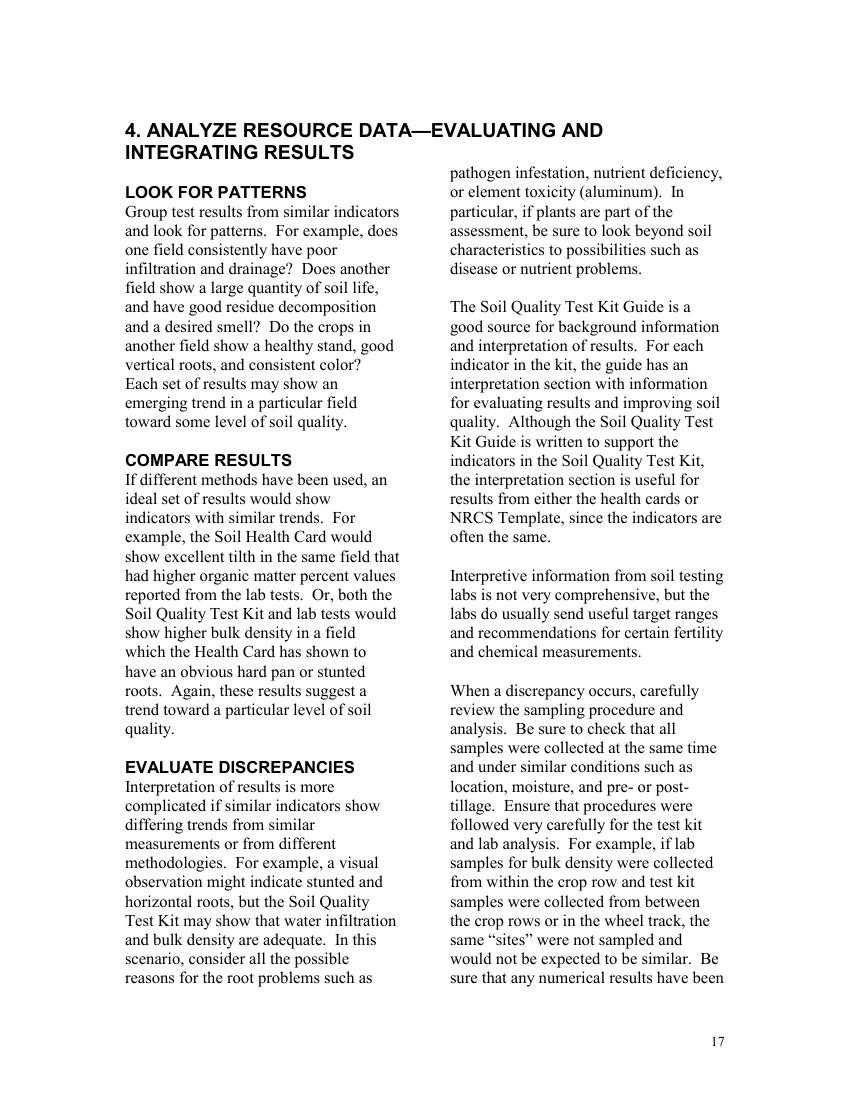 4. ANALYZE RESOURCE DATA—EVALUATING AND
INTEGRATING RESULTS
LOOK FOR PATTERNS
Group test results from similar indicators
and look for patterns.  For example, does
one field consistently have poor
infiltration and drainage?  Does another
field show a large quantity of soil life,
and have good residue decomposition
and a desired smell?  Do the crops in
another field show a healthy stand, good
vertical roots, and consistent color?
Each set of results may show an
emerging trend in a particular field
toward some level of soil quality.
COMPARE RESULTS
If different methods have been used, an
ideal set of results would show
indicators with similar trends.  For
example, the Soil Health Card would
show excellent tilth in the same field that
had higher organic matter percent values
reported from the lab tests.  Or, both the
Soil Quality Test Kit and lab tests would
show higher bulk density in a field
which the Health Card has shown to
have an obvious hard pan or stunted
roots.  Again, these results suggest a
trend toward a particular level of soil
quality.
EVALUATE DISCREPANCIES
Interpretation of results is more
complicated if similar indicators show
differing trends from similar
measurements or from different
methodologies.  For example, a visual
observation might indicate stunted and
horizontal roots, but the Soil Quality
Test Kit may show that water infiltration
and bulk density are adequate.  In this
scenario, consider all the possible
reasons for the root problems such as
pathogen infestation, nutrient deficiency,
or element toxicity (aluminum).  In
particular, if plants are part of the
assessment, be sure to look beyond soil
characteristics to possibilities such as
disease or nutrient problems.
The Soil Quality Test Kit Guide is a
good source for background information
and interpretation of results.  For each
indicator in the kit, the guide has an
interpretation section with information
for evaluating results and improving soil
quality.  Although the Soil Quality Test
Kit Guide is written to support the
indicators in the Soil Quality Test Kit,
the interpretation section is useful for
results from either the health cards or
NRCS Template, since the indicators are
often the same.
Interpretive information from soil testing
labs is not very comprehensive, but the
labs do usually send useful target ranges
and recommendations for certain fertility
and chemical measurements.
When a discrepancy occurs, carefully
review the sampling procedure and
analysis.  Be sure to check that all
samples were collected at the same time
and under similar conditions such as
location, moisture, and pre- or post-
tillage.  Ensure that procedures were
followed very carefully for the test kit
and lab analysis.  For example, if lab
samples for bulk density were collected
from within the crop row and test kit
samples were collected from between
the crop rows or in the wheel track, the
same “sites” were not sampled and
would not be expected to be similar.  Be
sure that any numerical results have been
17